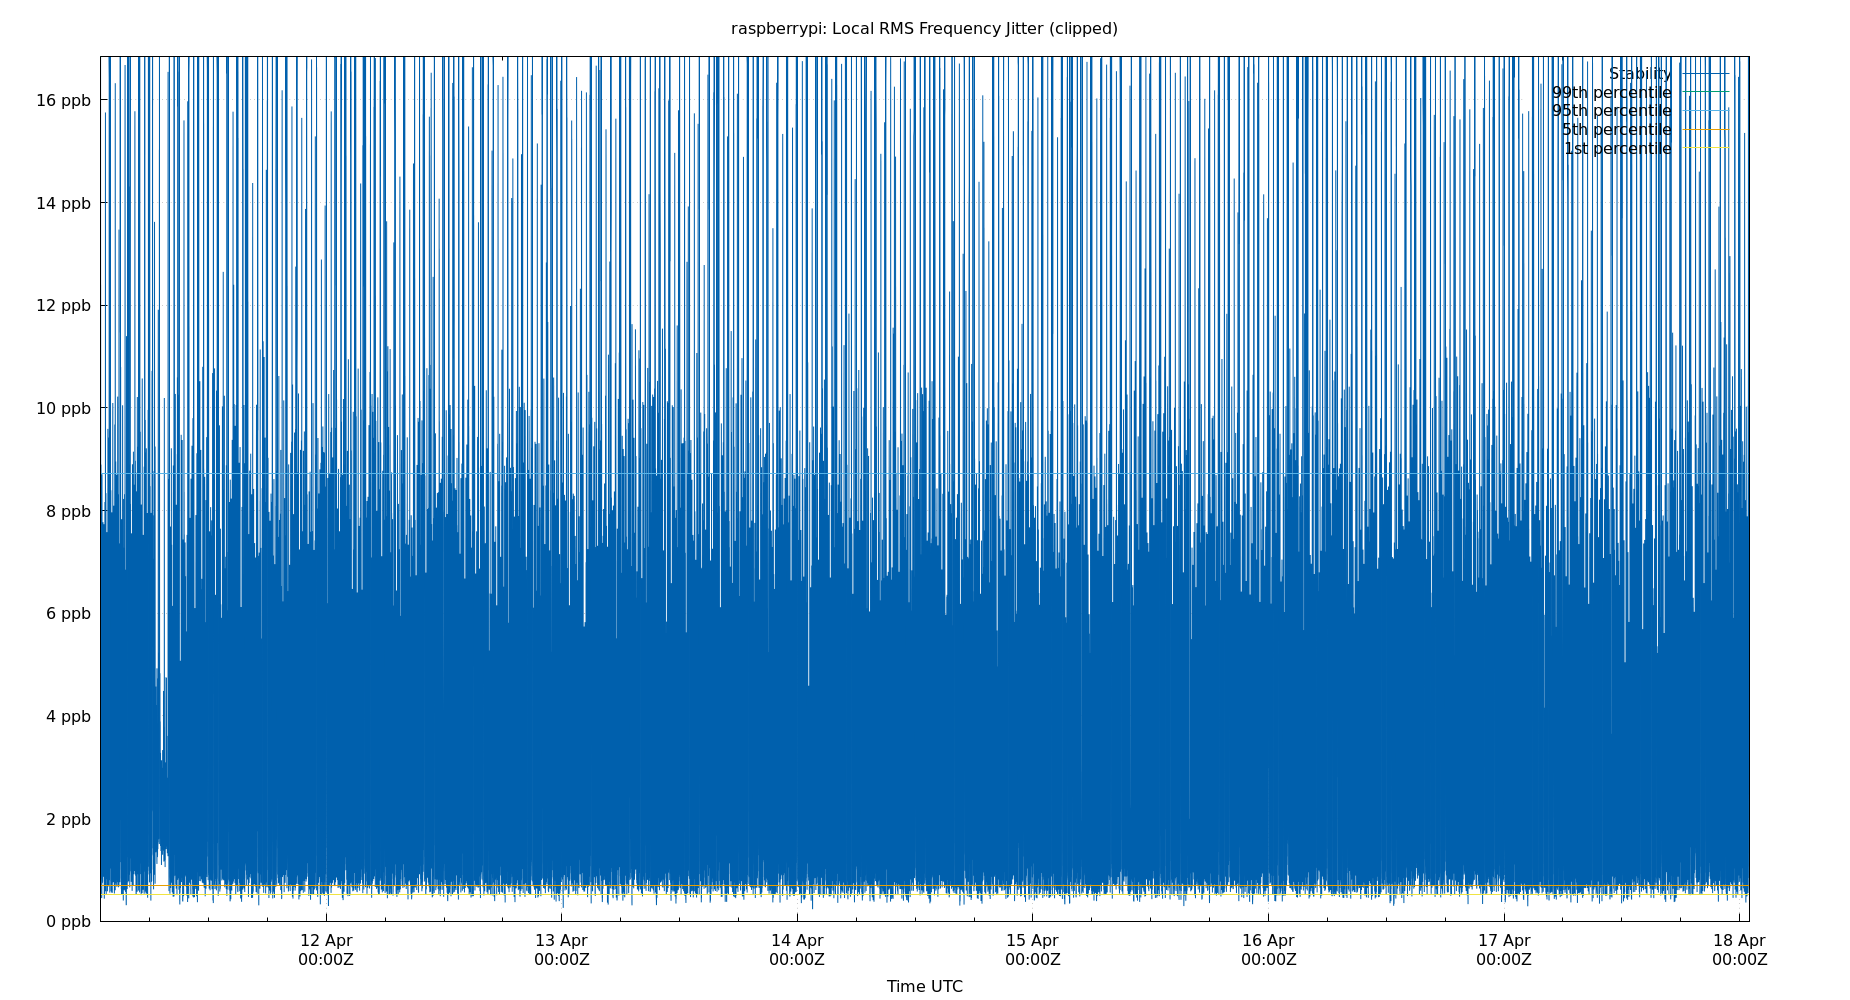 raspberrypi: Local RMS Frequency Jitter (clipped)
16 ppb
14 ppb
12 ppb
10 ppb
8 ppb
6 ppb
4 ppb
2 ppb
0 ppb
Stability
99th percentile
95th percentile
5th percentile
1st percentile
12 Apr
00:00Z
13 Apr
00:00Z
14 Apr
00:00Z
15 Apr
00:00Z
16 Apr
00:00Z
17 Apr
00:00Z
18 Apr
00:00Z
Time UTC